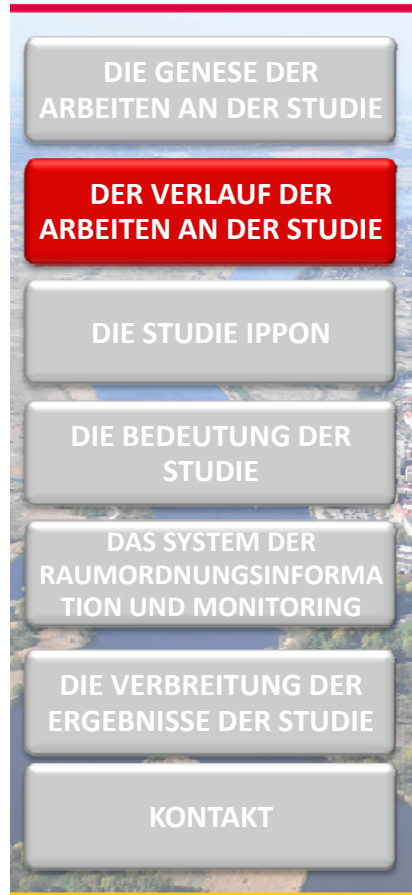 DIE GENESE DER
ARBEITEN AN DER STUDIE
DER VERLAUF DER
ARBEITEN AN DER STUDIE
DIE STUDIE IPPON
DIE BEDEUTUNG DER
STUDIE
DAS SYSTEM DER
RAUMORDNUNGSINFORMA
TION UND MONITORING
DIE VERBREITUNG DER
ERGEBNISSE DER STUDIE
KONTAKT